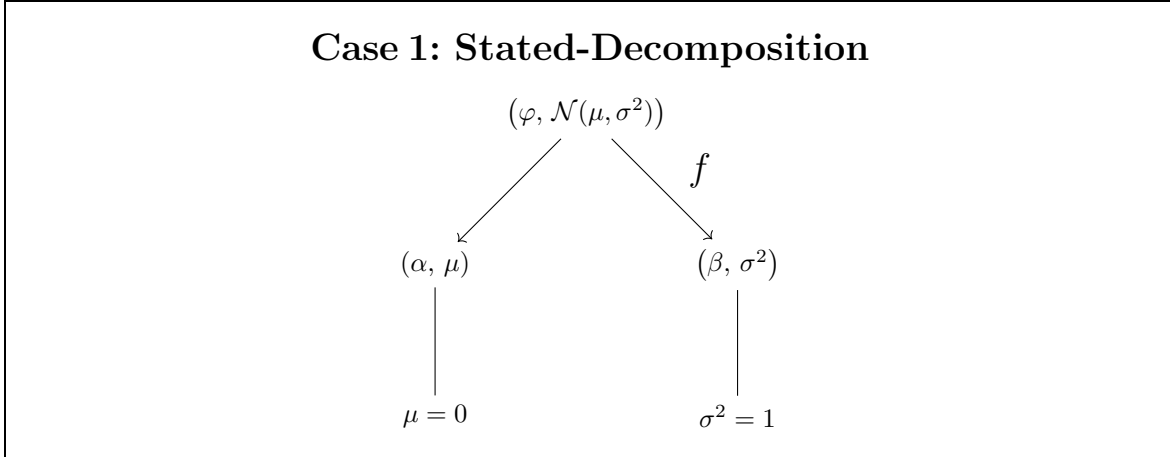 Case 1: Stated-Decomposition
(φ, 𝒩(μ, σ²))
f
(α, μ) (β, σ²)
μ = 0 σ² = 1